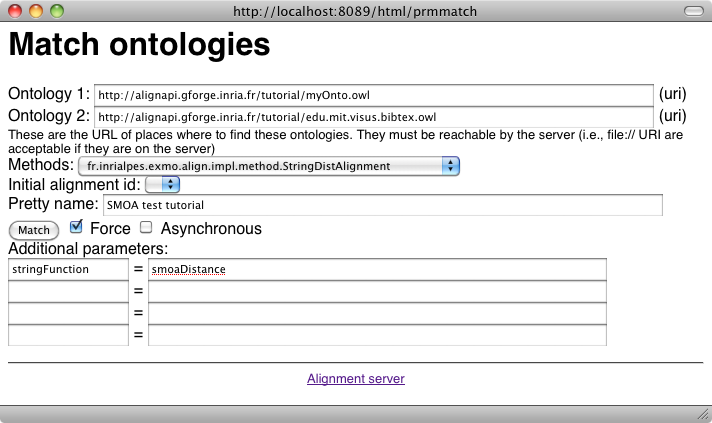 http://localhost:8089/html/prmmatch
Match ontologies
Ontology 1: http://alignapi.gforge.inria.fr/tutorial/myOnto.owl (uri)
Ontology 2: http://alignapi.gforge.inria.fr/tutorial/edu.mit.visus.bibtex.owl (uri)
These are the URL of places where to find these ontologies. They must be reachable by the server (i.e., file:// URI are
acceptable if they are on the server)
Methods: fr.inrialpes.exmo.align.impl.method.StringDistAlignment
Initial alignment id:
Pretty name: SMOA test tutorial
Match Force Asynchronous
Additional parameters:
stringFunction = smoaDistance
=
=
=
Alignment server